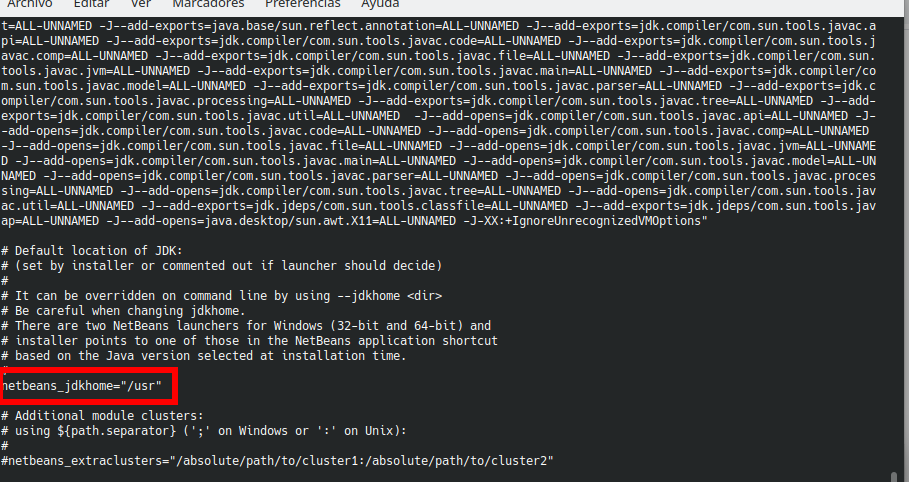 Archivo Editar Ver Marcadores Preferencias Ayuda
t=ALL-UNNAMED -J--add-exports=java.base/sun.reflect.annotation=ALL-UNNAMED -J--add-exports=jdk.compiler/com.sun.tools.javac.a
pi=ALL-UNNAMED -J--add-exports=jdk.compiler/com.sun.tools.javac.code=ALL-UNNAMED -J--add-exports=jdk.compiler/com.sun.tools.j
avac.comp=ALL-UNNAMED -J--add-exports=jdk.compiler/com.sun.tools.javac.file=ALL-UNNAMED -J--add-exports=jdk.compiler/com.sun.
tools.javac.jvm=ALL-UNNAMED -J--add-exports=jdk.compiler/com.sun.tools.javac.main=ALL-UNNAMED -J--add-exports=jdk.compiler/co
m.sun.tools.javac.model=ALL-UNNAMED -J--add-exports=jdk.compiler/com.sun.tools.javac.parser=ALL-UNNAMED -J--add-exports=jdk.c
ompiler/com.sun.tools.javac.processing=ALL-UNNAMED -J--add-exports=jdk.compiler/com.sun.tools.javac.tree=ALL-UNNAMED -J--add-
exports=jdk.compiler/com.sun.tools.javac.util=ALL-UNNAMED  -J--add-opens=jdk.compiler/com.sun.tools.javac.api=ALL-UNNAMED -J-
-add-opens=jdk.compiler/com.sun.tools.javac.code=ALL-UNNAMED -J--add-opens=jdk.compiler/com.sun.tools.javac.comp=ALL-UNNAMED
-J--add-opens=jdk.compiler/com.sun.tools.javac.file=ALL-UNNAMED -J--add-opens=jdk.compiler/com.sun.tools.javac.jvm=ALL-UNNAME
D -J--add-opens=jdk.compiler/com.sun.tools.javac.main=ALL-UNNAMED -J--add-opens=jdk.compiler/com.sun.tools.javac.model=ALL-UN
NAMED -J--add-opens=jdk.compiler/com.sun.tools.javac.parser=ALL-UNNAMED -J--add-opens=jdk.compiler/com.sun.tools.javac.proces
sing=ALL-UNNAMED -J--add-opens=jdk.compiler/com.sun.tools.javac.tree=ALL-UNNAMED -J--add-opens=jdk.compiler/com.sun.tools.jav
ac.util=ALL-UNNAMED -J--add-exports=jdk.jdeps/com.sun.tools.classfile=ALL-UNNAMED -J--add-exports=jdk.jdeps/com.sun.tools.jav
ap=ALL-UNNAMED -J--add-opens=java.desktop/sun.awt.X11=ALL-UNNAMED -J-XX:+IgnoreUnrecognizedVMOptions"
# Default location of JDK:
# (set by installer or commented out if launcher should decide)
#
# It can be overridden on command line by using --jdkhome <dir>
# Be careful when changing jdkhome.
# There are two NetBeans launchers for Windows (32-bit and 64-bit) and
# installer points to one of those in the NetBeans application shortcut
# based on the Java version selected at installation time.
#
netbeans_jdkhome="/usr"
# Additional module clusters:
# using ${path.separator} (';' on Windows or ':' on Unix):
#
#netbeans_extraclusters="/absolute/path/to/cluster1:/absolute/path/to/cluster2"